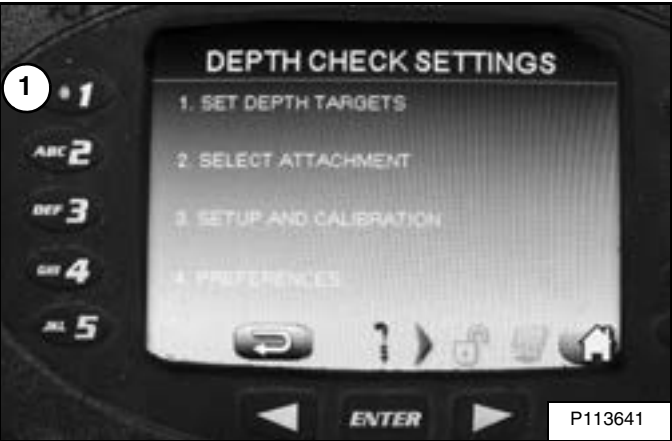 DEPTH CHECK SETTINGS
1
1
1. SET DEPTH TARGETS
ABC 2
2. SELECT ATTACHMENT
DEF 3
3. SETUP AND CALIBRATION
GHI 4
4. PREFERENCES
JKL 5
ENTER
P113641